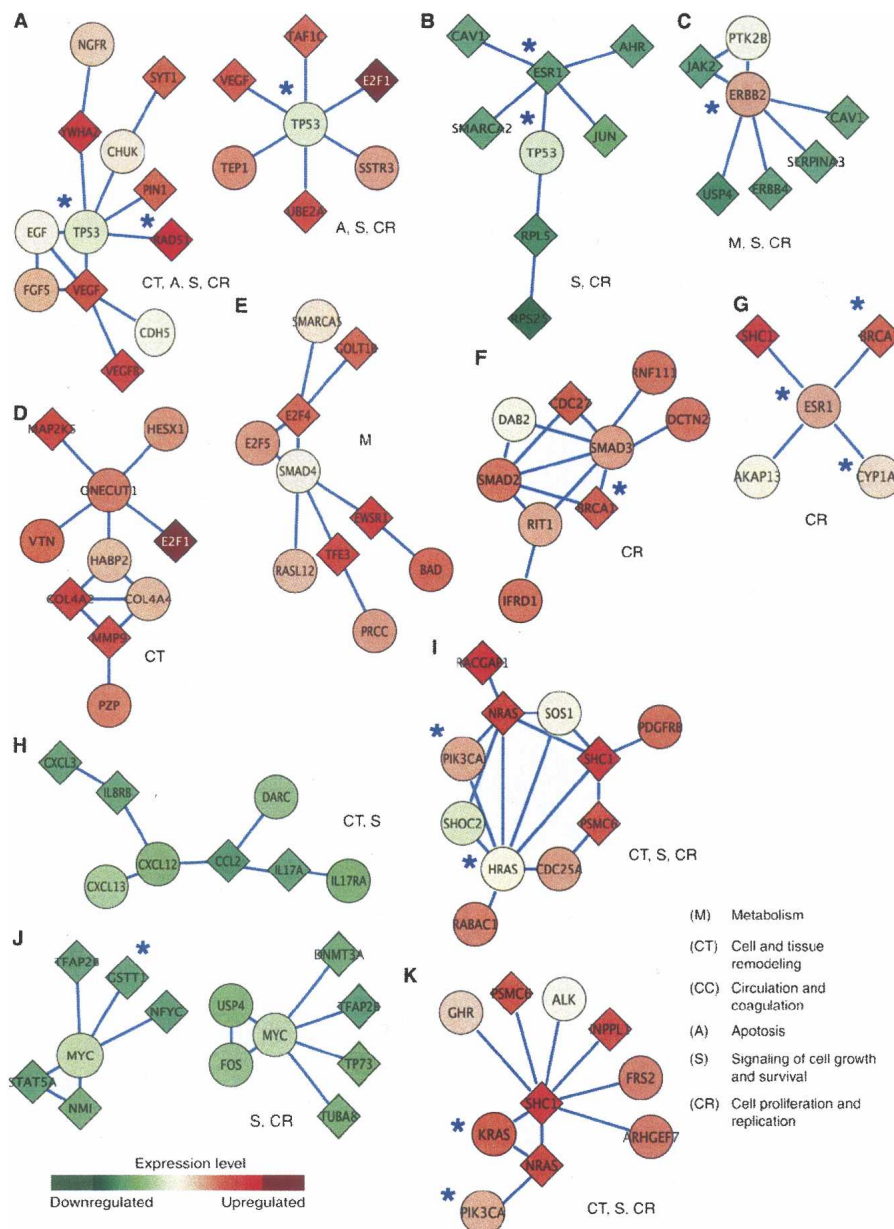 A
NGFR
SYT1
YWHAZ
CHUK
PIN1
*
*
EGF
TP53
RAD51
FGF5
VEGF
CDH5
VEGFR
CT, A, S, CR
TAF1C
VEGF
*
E2F1
TP53
TEP1
SSTR3
UBE2A
A, S, CR
B
CAV1
*
AHR
ESR1
SMARCA2
*
JUN
TP53
RPL5
RPS25
S, CR
C
PTK2B
JAK2
ERBB2
*
CAV1
SERPINA3
USP4
ERBB4
M, S, CR
D
MAP2K5
HESX1
ONECUT1
VTN
E2F1
HABP2
COL4A2
COL4A4
MMP9
CT
PZP
E
SMARCA5
GOLT1B
E2F4
E2F5
M
SMAD4
EWSR1
TFE3
RASL12
BAD
PRCC
F
RNF111
CDC27
DAB2
DCTN2
SMAD3
SMAD2
*
BRCA1
RIT1
CR
IFRD1
G
*
SHC1
BRCA1
*
ESR1
*
AKAP13
CYP1A1
CR
H
CXCL3
IL8RB
DARC
CT, S
CXCL12
CCL2
IL17A
CXCL13
IL17RA
I
RACGAP1
NRAS
SOS1
*
PDGFRB
PIK3CA
SHC1
SHOC2
PSMC6
*
HRAS
CDC25A
CT, S, CR
RABAC1
J
*
TFAP2B
GSTT1
NFYC
MYC
STAT5A
NMI
DNMT3A
USP4
TFAP2B
MYC
FOS
TP73
TUBA8
S, CR
K
PSMC6
ALK
GHR
INPPL1
FRS2
SHC1
*
KRAS
ARHGEF7
NRAS
*
PIK3CA
CT, S, CR
(M) Metabolism
(CT) Cell and tissue
remodeling
(CC) Circulation and
coagulation
(A) Apotosis
(S) Signaling of cell growth
and survival
(CR) Cell proliferation and
replication
Expression level
Downregulated
Upregulated